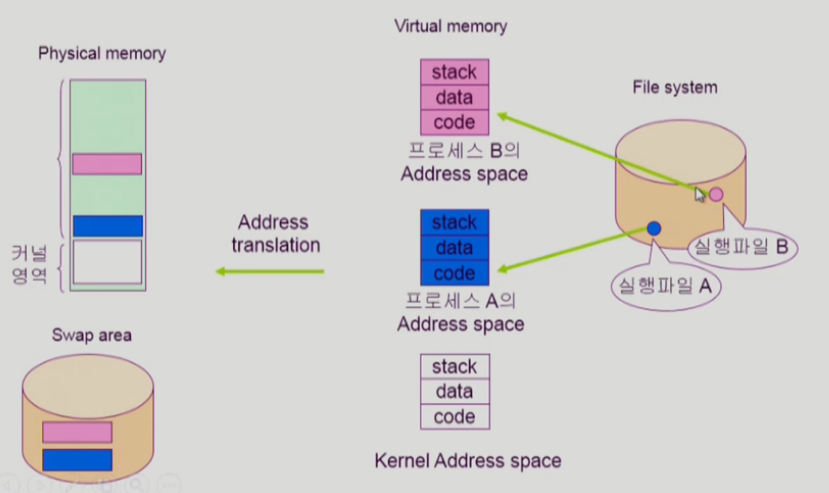 Virtual memory
Physical memory
File system
stack
data
code
프로세스 B의
Address space
stack
data
code
프로세스 A의
Address space
Address
translation
커널
영역
실행파일 B
실행파일 A
Swap area
stack
data
code
Kernel Address space